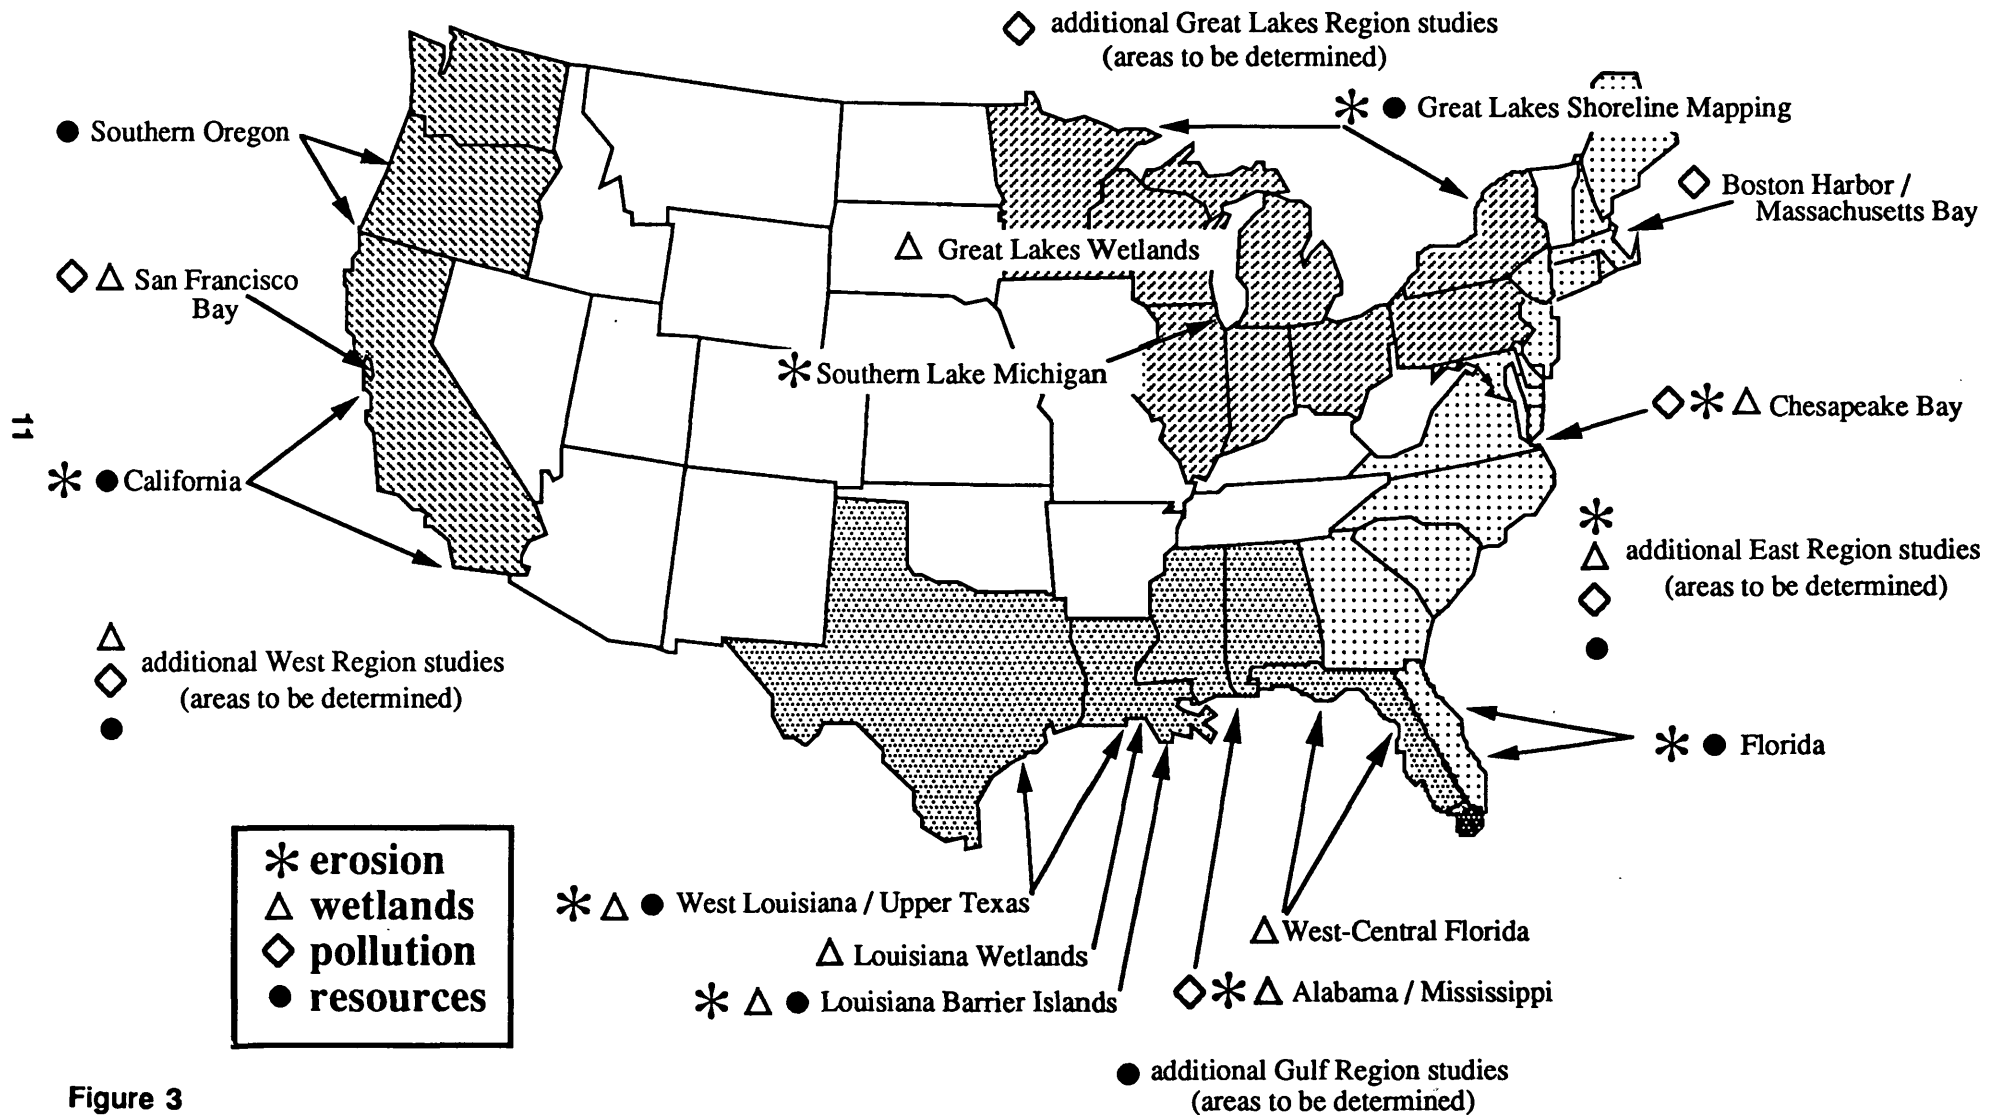 additional Great Lakes Region studies
(areas to be determined)
Great Lakes Shoreline Mapping
Southern Oregon
Boston Harbor /
Massachusetts Bay
Great Lakes Wetlands
San Francisco
Bay
Southern Lake Michigan
Chesapeake Bay
11
California
additional East Region studies
(areas to be determined)
additional West Region studies
(areas to be determined)
Florida
erosion
wetlands
pollution
resources
West Louisiana / Upper Texas
West-Central Florida
Louisiana Wetlands
Louisiana Barrier Islands
Alabama / Mississippi
additional Gulf Region studies
(areas to be determined)
Figure 3